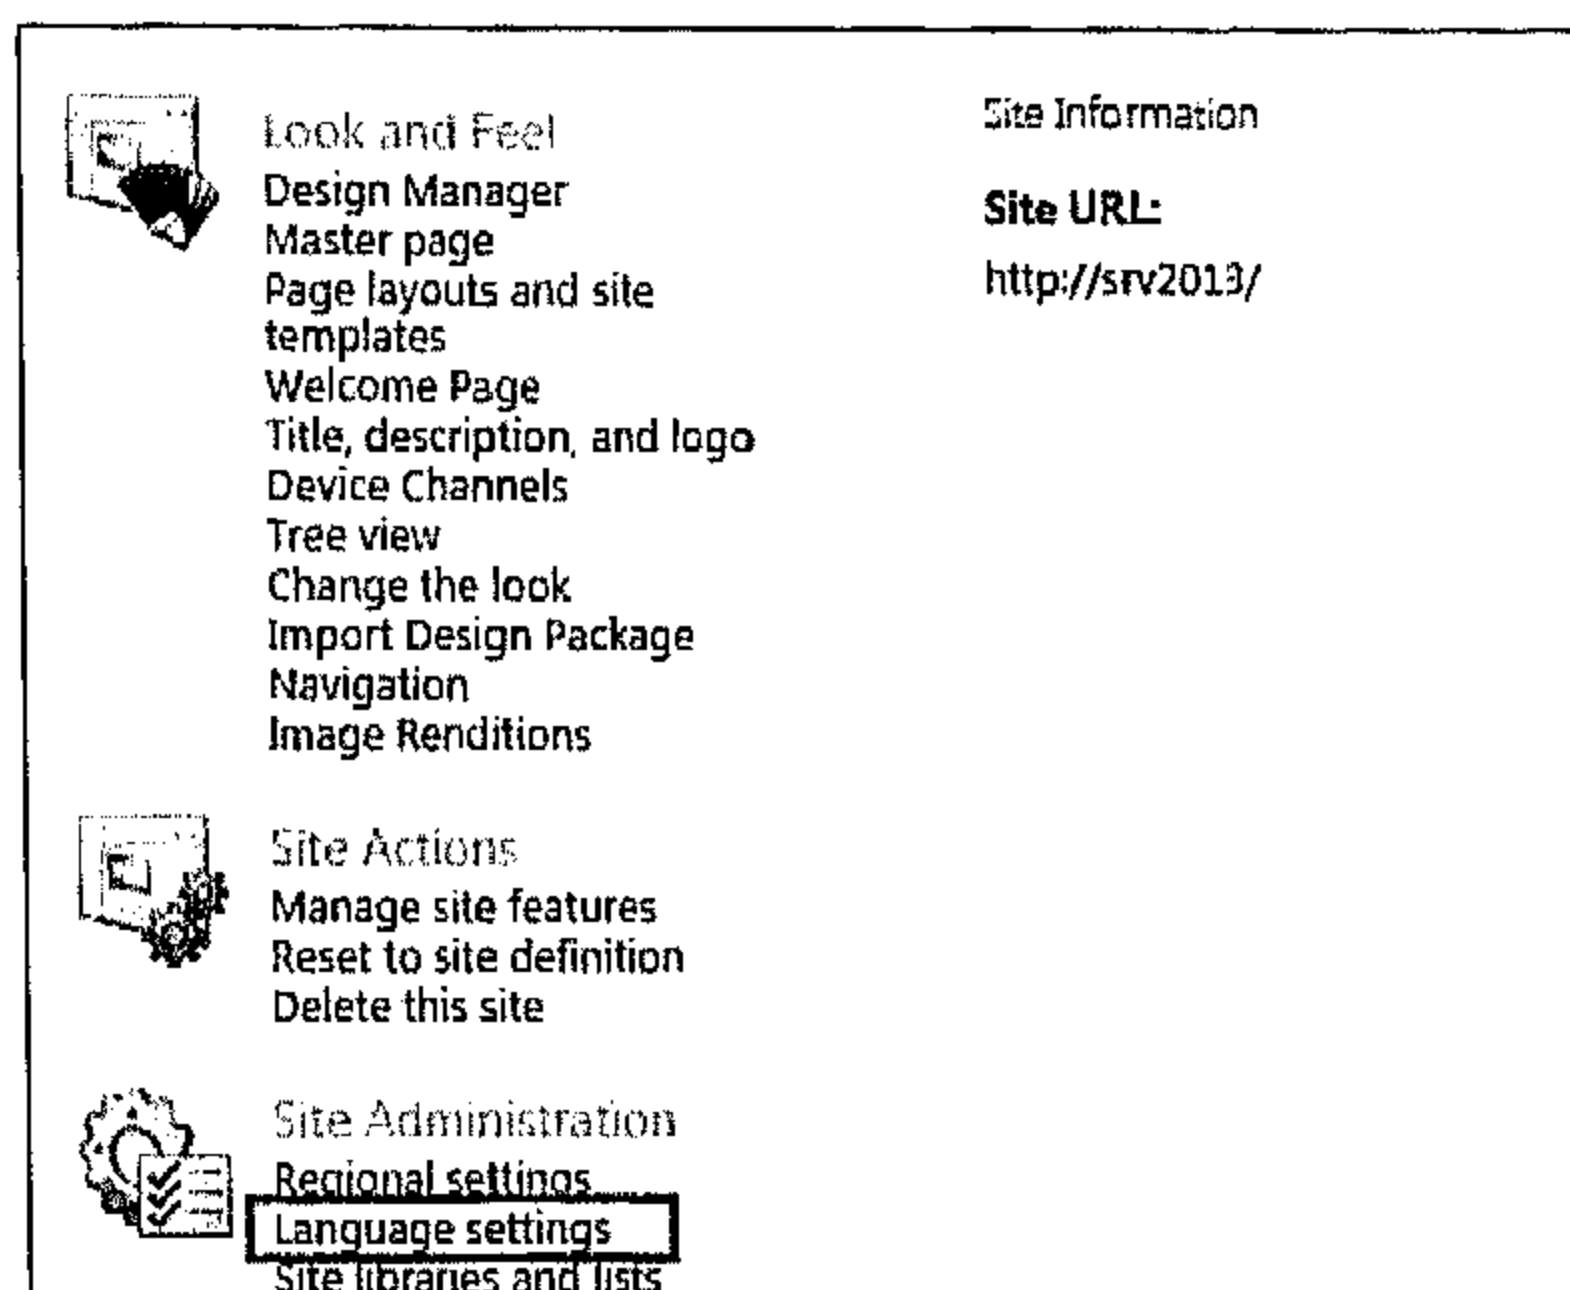 Look and Feel
Design Manager
Master page
Page layouts and site
templates
Welcome Page
Title, description, and logo
Device Channels
Tree view
Change the look
Import Design Package
Navigation
Image Renditions
Site Actions
Manage site features
Reset to site definition
Delete this site
Site Administration
Regional settings
Language settings
Site libraries and lists
Site Information
Site URL:
http://srv2013/